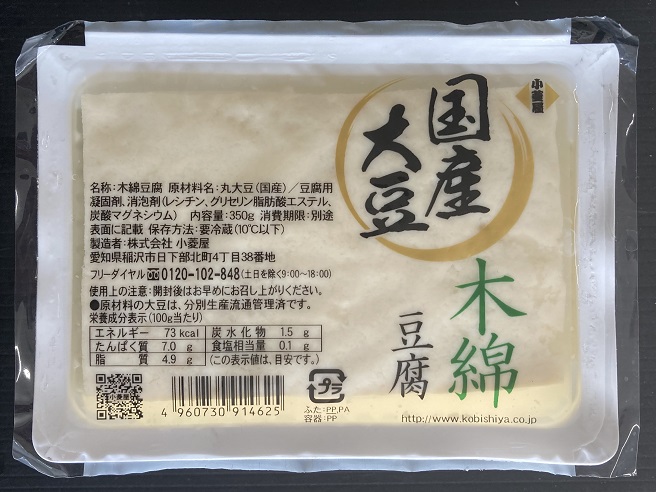 小菱屋
国産
大豆
木綿
豆腐
名称:木綿豆腐 原材料名:丸大豆(国産)/豆腐用
凝固剤、消泡剤(レシチン、グリセリン脂肪酸エステル、
炭酸マグネシウム) 内容量:350g 消費期限:別途
表面に記載 保存方法:要冷蔵(10℃以下)
製造者:株式会社 小菱屋
愛知県稲沢市日下部北町4丁目38番地
フリーダイヤル 0120-102-848(土日を除く9:00〜18:00)
使用上の注意:開封後はお早めにお召し上がりください。
●原材料の大豆は、分別生産流通管理済です。
栄養成分表示(100g当たり)
エネルギー 73 kcal 炭水化物 1.5 g
たんぱく質 7.0 g 食塩相当量 0.1 g
脂質 4.9 g (この表示値は、目安です。)
小菱屋
4 960730 914625
プラ
ふた:PP,PA
容器:PP
http://www.kobishiya.co.jp